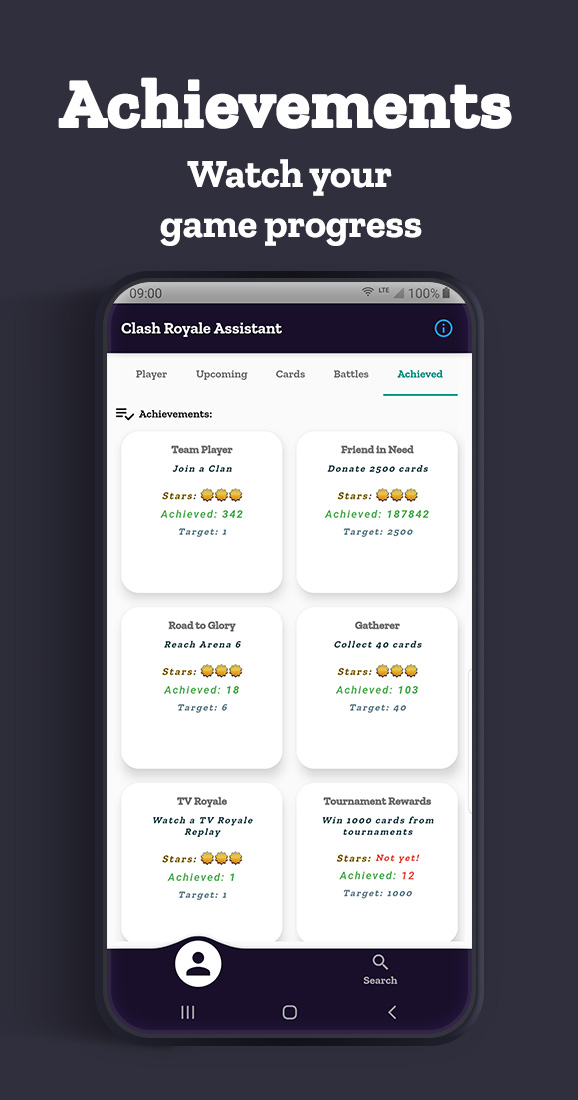 Achievements
Watch your
game progress
09:00
LTE
100%
Clash Royale Assistant
Player
Upcoming
Cards
Battles
Achieved
Achievements:
Team Player
Join a Clan
Stars:
Achieved: 342
Target: 1
Friend in Need
Donate 2500 cards
Stars:
Achieved: 187842
Target: 2500
Road to Glory
Reach Arena 6
Stars:
Achieved: 18
Target: 6
Gatherer
Collect 40 cards
Stars:
Achieved: 103
Target: 40
TV Royale
Watch a TV Royale
Replay
Stars:
Achieved: 1
Target: 1
Tournament Rewards
Win 1000 cards from
tournaments
Stars: Not yet!
Achieved: 12
Target: 1000
Search